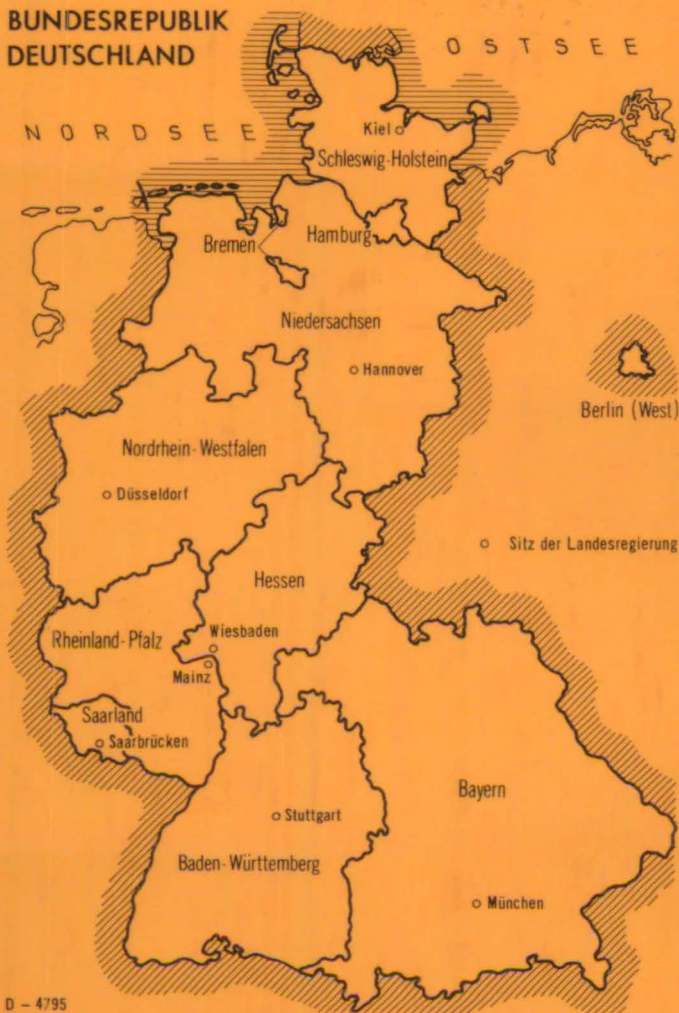 BUNDESREPUBLIK
DEUTSCHLAND
OSTSEE
NORDSEE
Kiel
Schleswig-Holstein
Bremen
Hamburg
Niedersachsen
Hannover
Berlin (West)
Nordrhein-Westfalen
Düsseldorf
Sitz der Landesregierung
Hessen
Rheinland-Pfalz
Wiesbaden
Mainz
Saarland
Saarbrücken
Bayern
Stuttgart
Baden-Württemberg
München
D - 4795